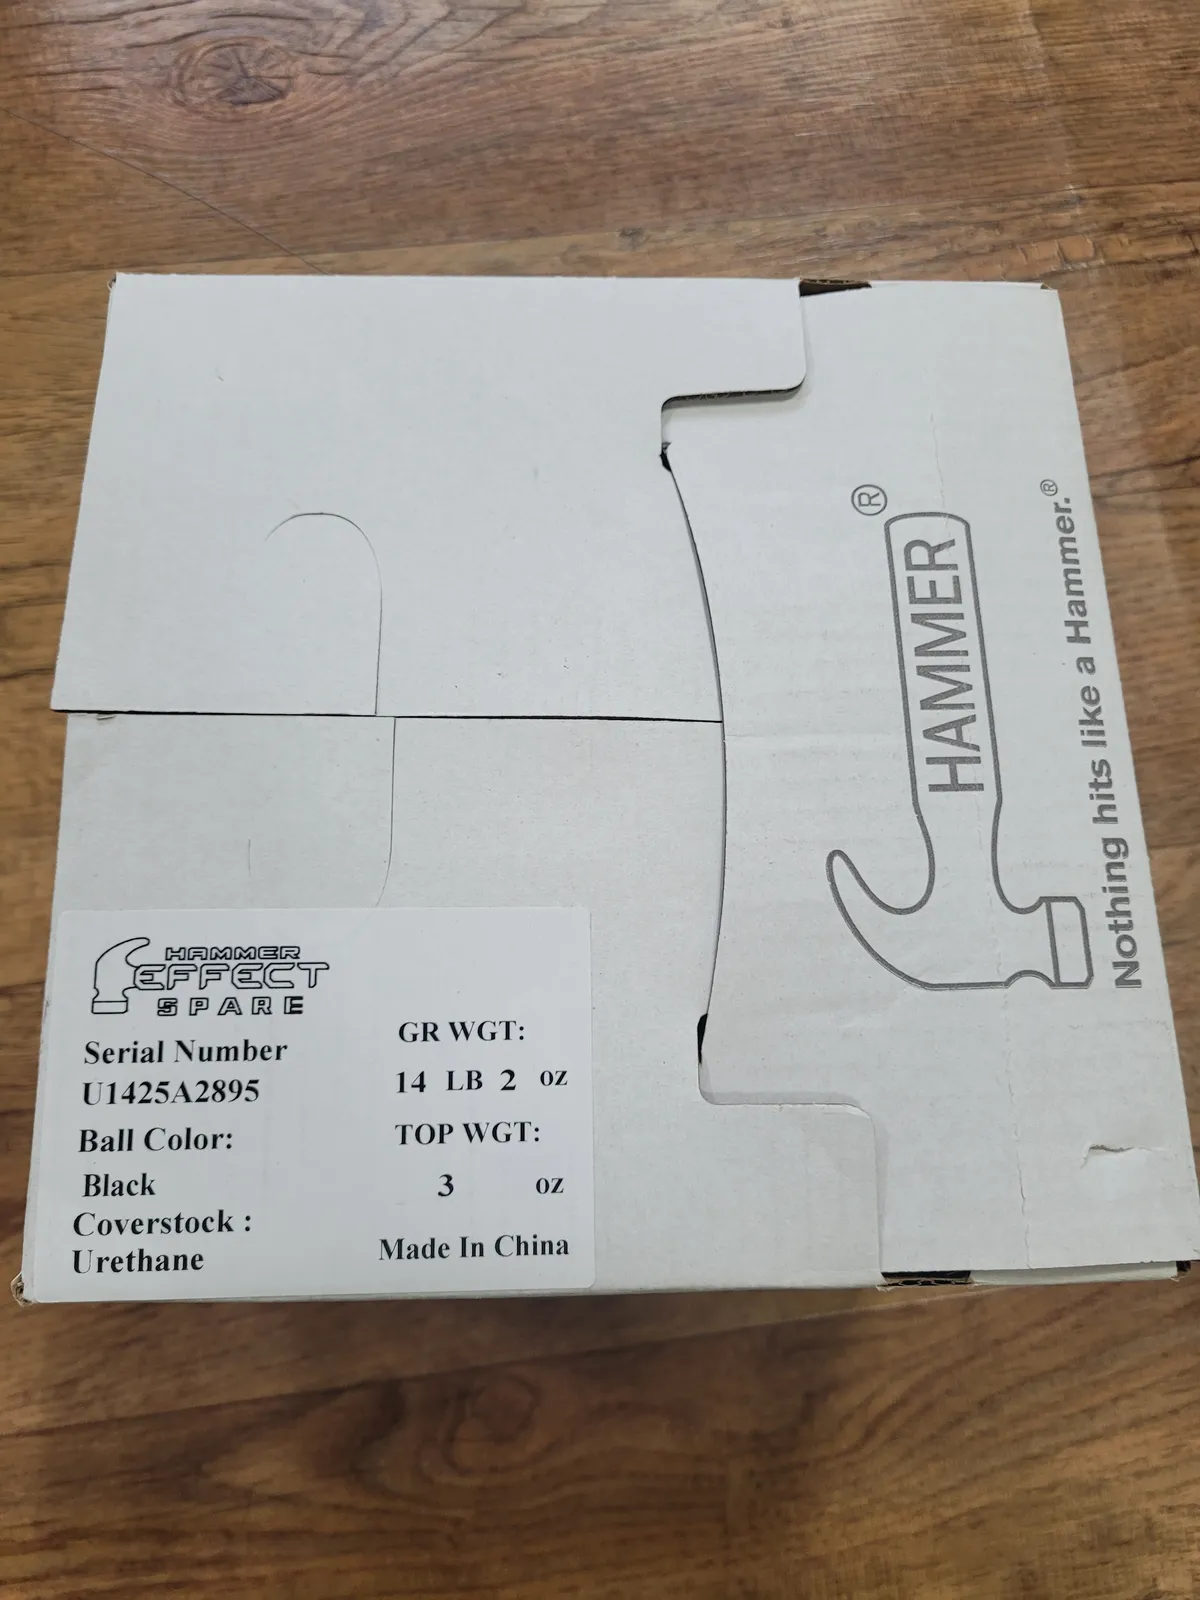 ®
HAMMER
Nothing hits like a Hammer.®
HAMMER
EFFECT
SPARE
Serial Number
U1425A2895
Ball Color:
Black
Coverstock :
Urethane
GR WGT:
14 LB 2 oz
TOP WGT:
3 oz
Made In China